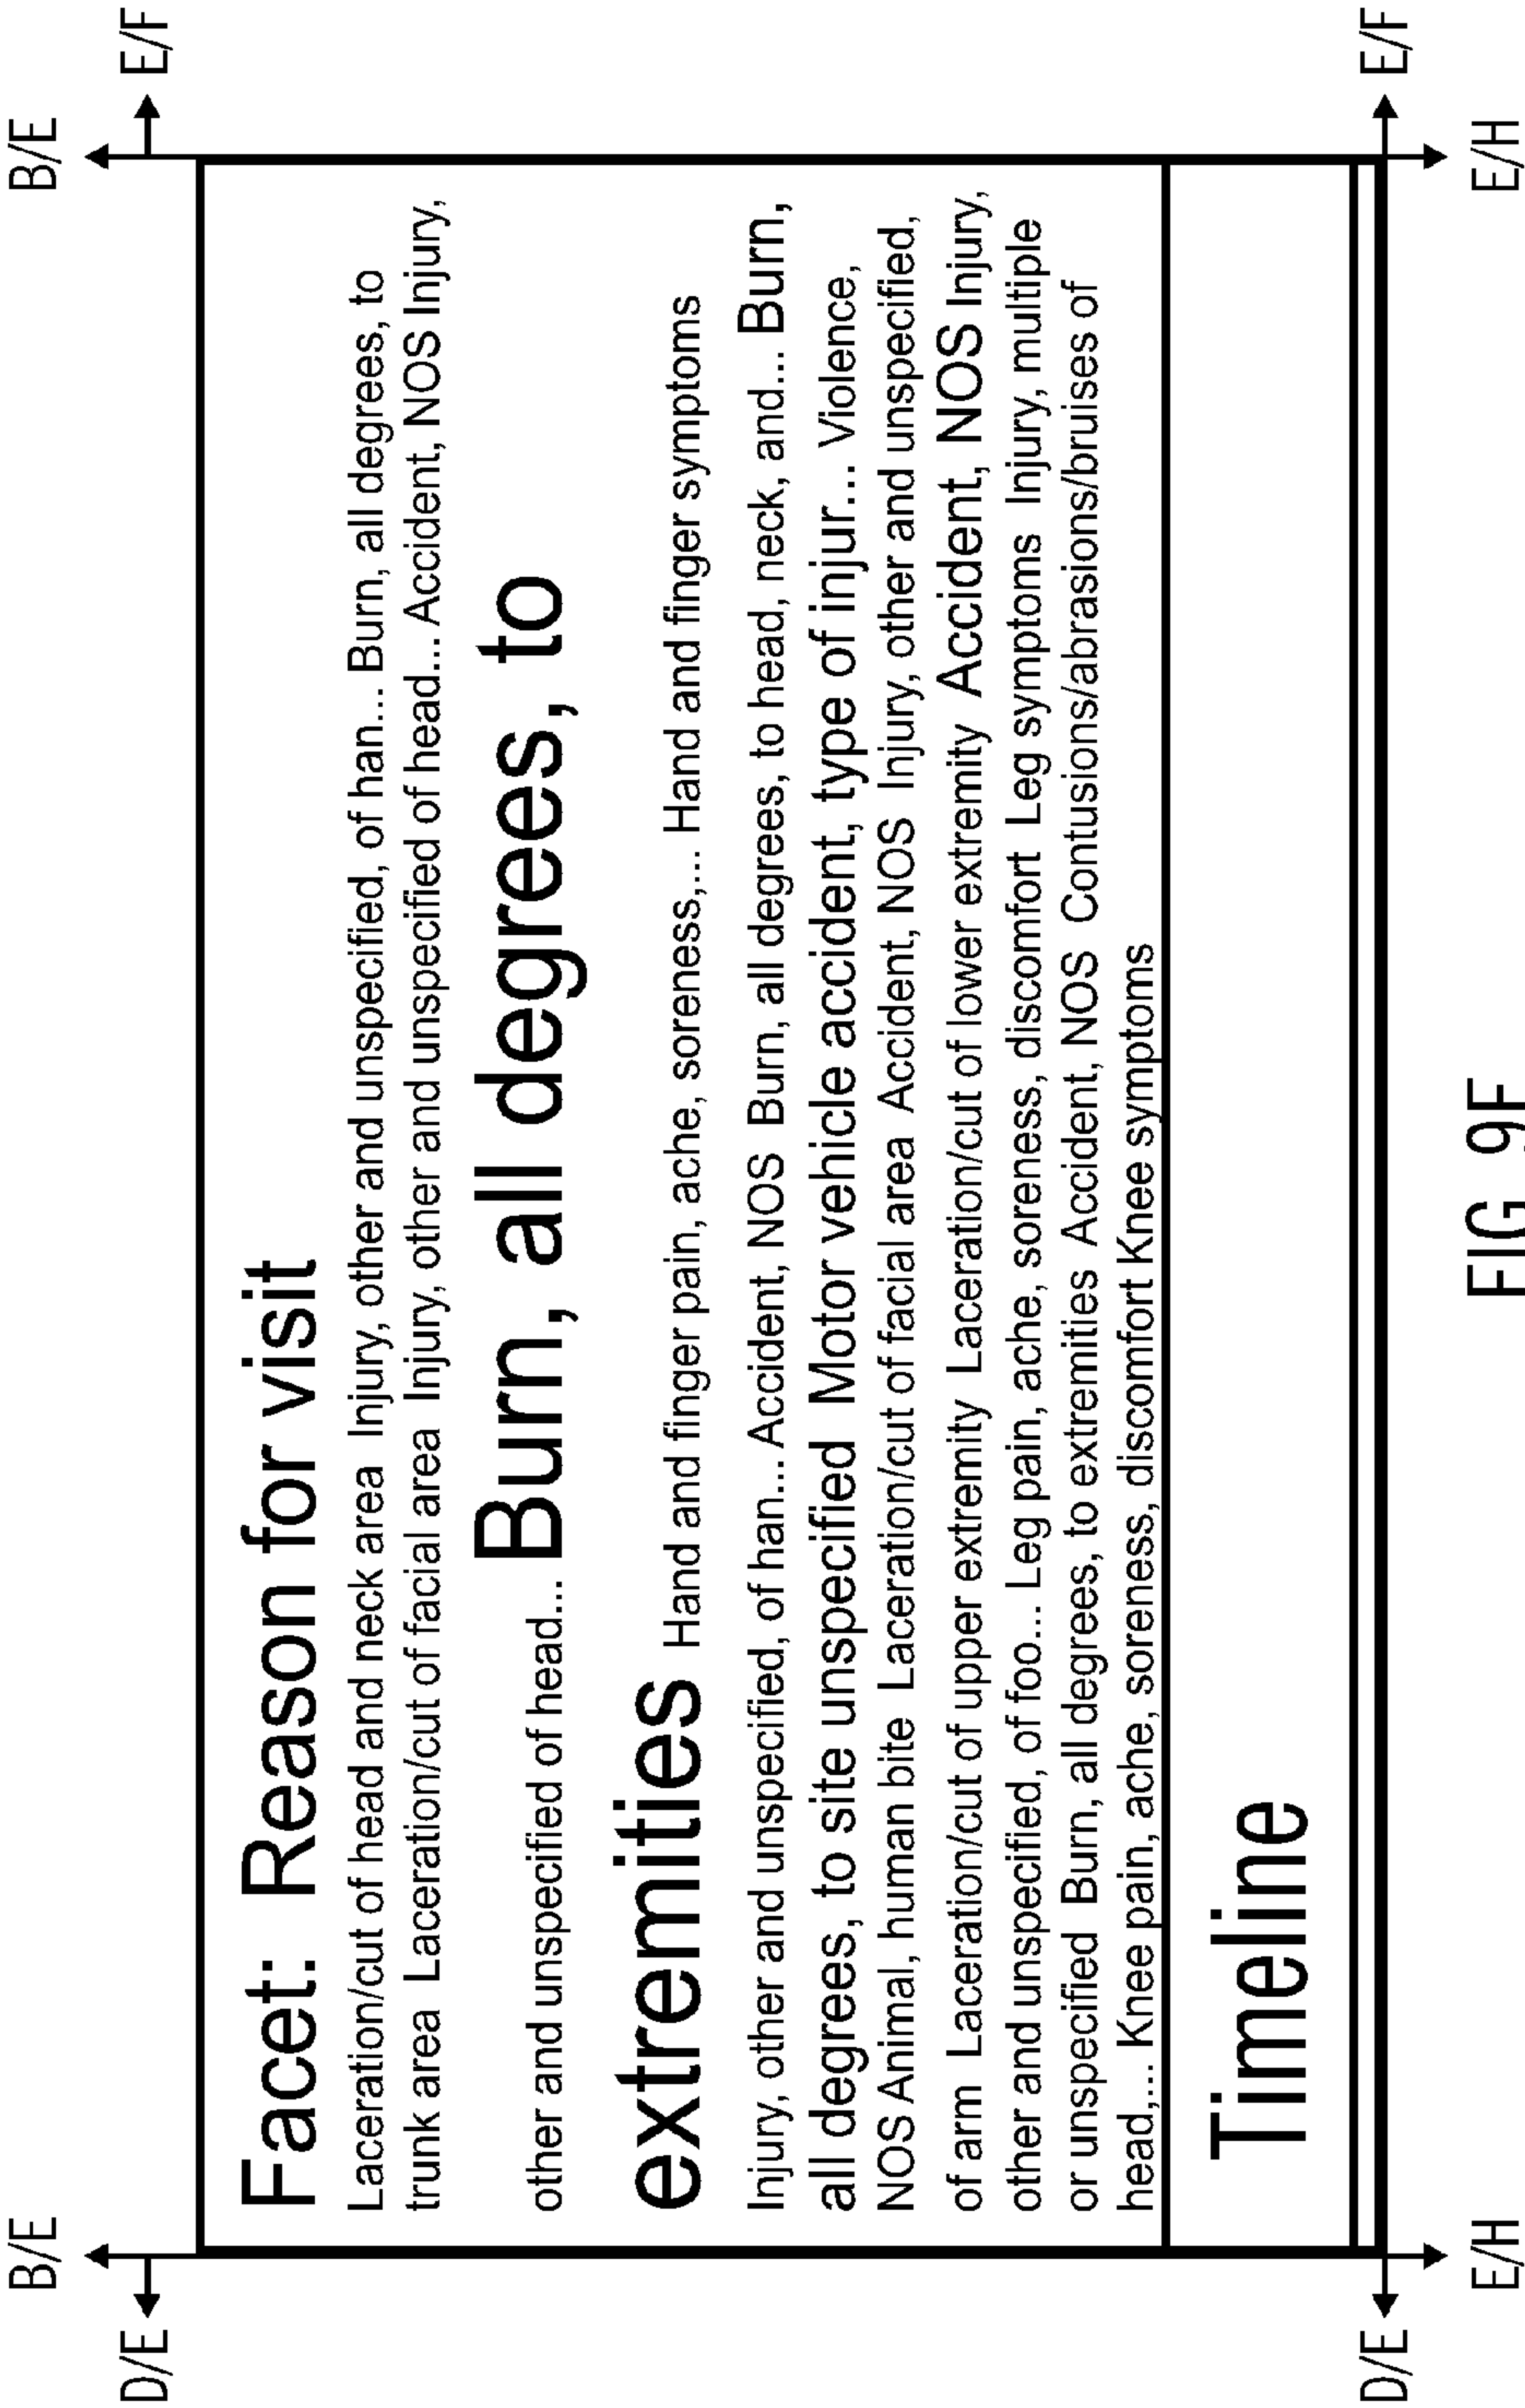 B/E B/E
D/E E/F
Facet: Reason for visit
Laceration/cut of head and neck area Injury, other and unspecified, of han... Burn, all degrees, to
trunk area Laceration/cut of facial area Injury, other and unspecified of head... Accident, NOS Injury,
other and unspecified of head... Burn, all degrees, to
extremities Hand and finger pain, ache, soreness,... Hand and finger symptoms
Injury, other and unspecified, of han... Accident, NOS Burn, all degrees, to head, neck, and... Burn,
all degrees, to site unspecified Motor vehicle accident, type of injur... Violence,
NOS Animal, human bite Laceration/cut of facial area Accident, NOS Injury, other and unspecified,
of arm Laceration/cut of upper extremity Laceration/cut of lower extremity Accident, NOS Injury,
other and unspecified, of foo... Leg pain, ache, soreness, discomfort Leg symptoms Injury, multiple
or unspecified Burn, all degrees, to extremities Accident, NOS Contusions/abrasions/bruises of
head,... Knee pain, ache, soreness, discomfort Knee symptoms
Timeline
D/E E/F
E/H E/H
FIG. 9E